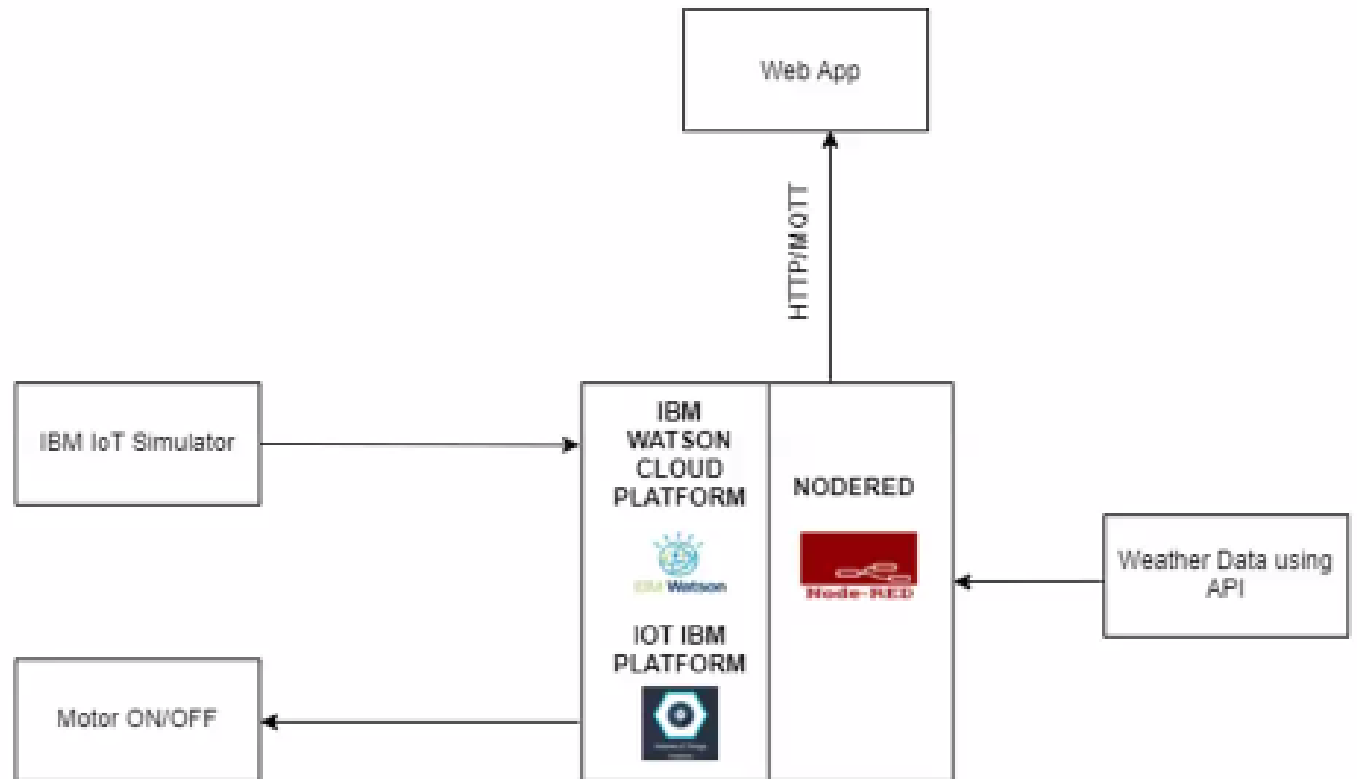 Web App
HTTP/MQTT
IBM IoT Simulator
IBM
WATSON
CLOUD
PLATFORM
NODERED
IBM Watson
Node-RED
Weather Data using
API
IOT IBM
PLATFORM
Motor ON/OFF